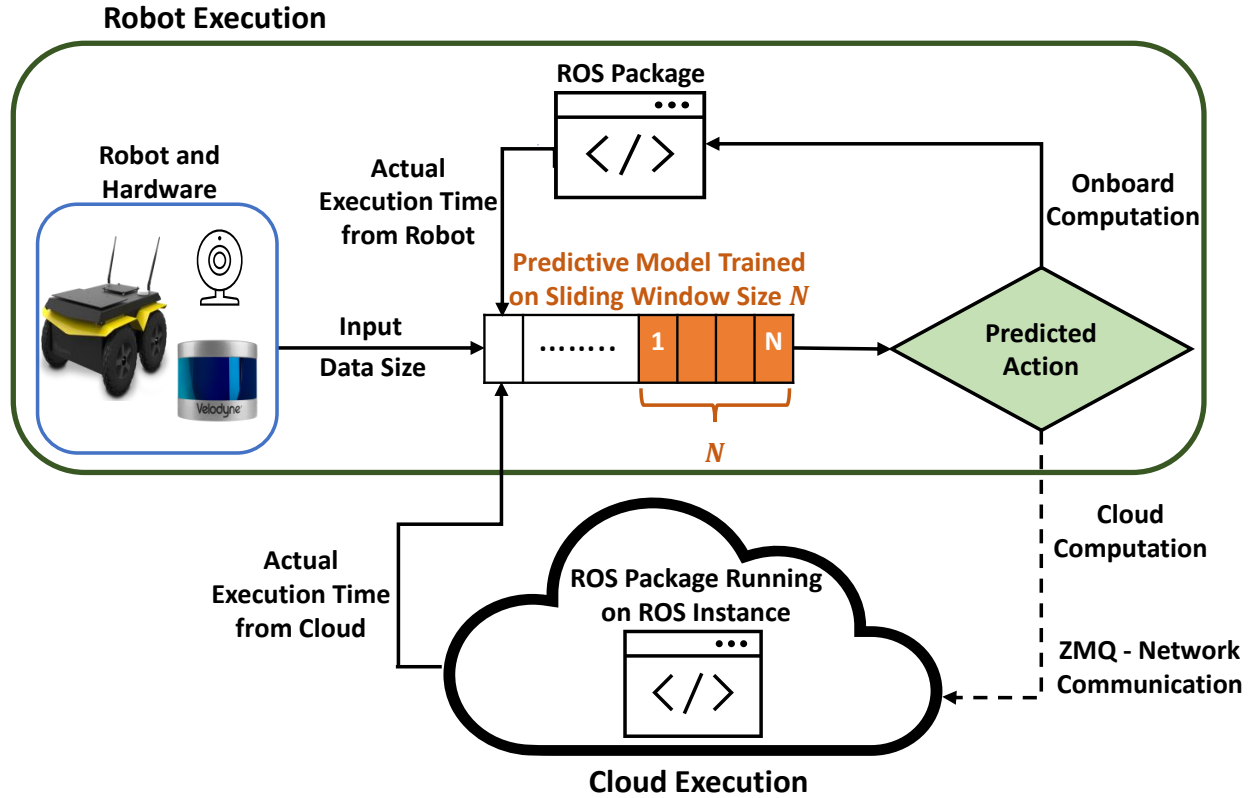 Robot Execution
ROS Package
</>
Robot and
Hardware
Actual
Execution Time
from Robot
Onboard
Computation
Predictive Model Trained
on Sliding Window Size N
Input
Data Size
........
1
N
Predicted
Action
Velodyne
N
Cloud
Computation
Actual
Execution Time
from Cloud
ROS Package Running
on ROS Instance
</>
ZMQ - Network
Communication
Cloud Execution